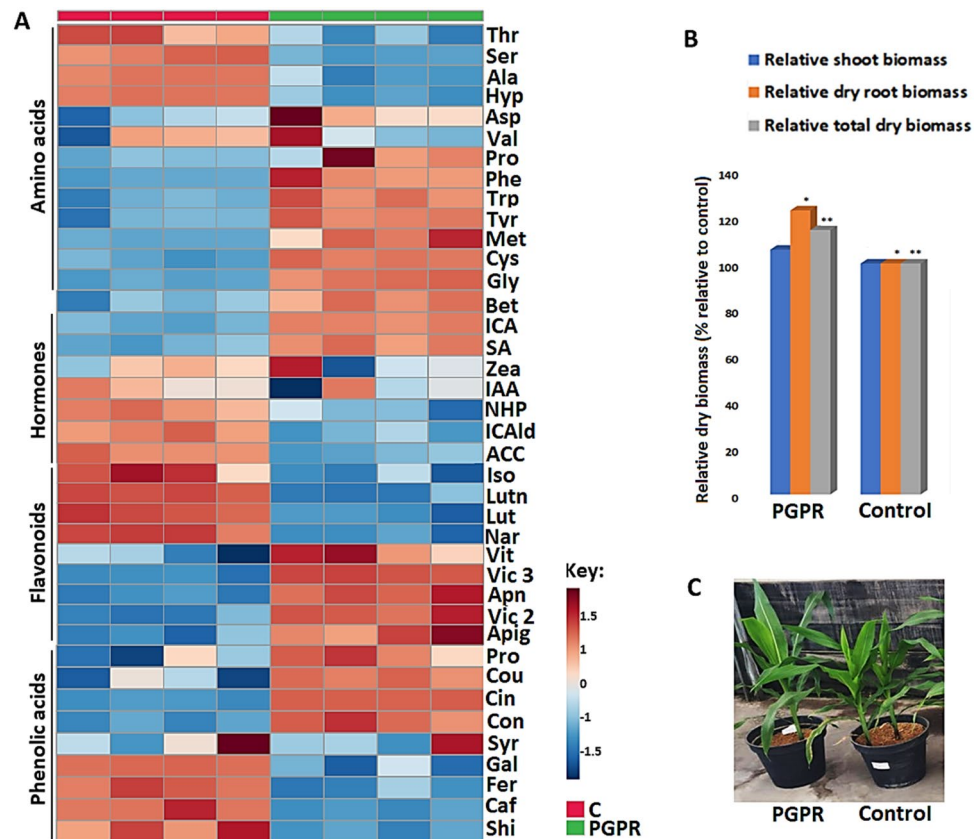 A
Amino acids
Hormones
Flavonoids
Phenolic acids
Thr
Ser
Ala
Hyp
Asp
Val
Pro
Phe
Trp
Tyr
Met
Cys
Gly
Bet
ICA
SA
Zea
IAA
NHP
ICAld
ACC
Iso
Lutn
Lut
Nar
Vit
Vic 3
Apn
Vic 2
Apig
Pro
Cou
Cin
Con
Syr
Gal
Fer
Caf
Shi
Key:
1.5
1
1
0
-1
-1.5
C
PGPR
B
Relative shoot biomass
Relative dry root biomass
Relative total dry biomass
Relative dry biomass (% relative to control)
140
120
100
80
60
40
20
0
*
**
*
**
PGPR
Control
C
PGPR
Control